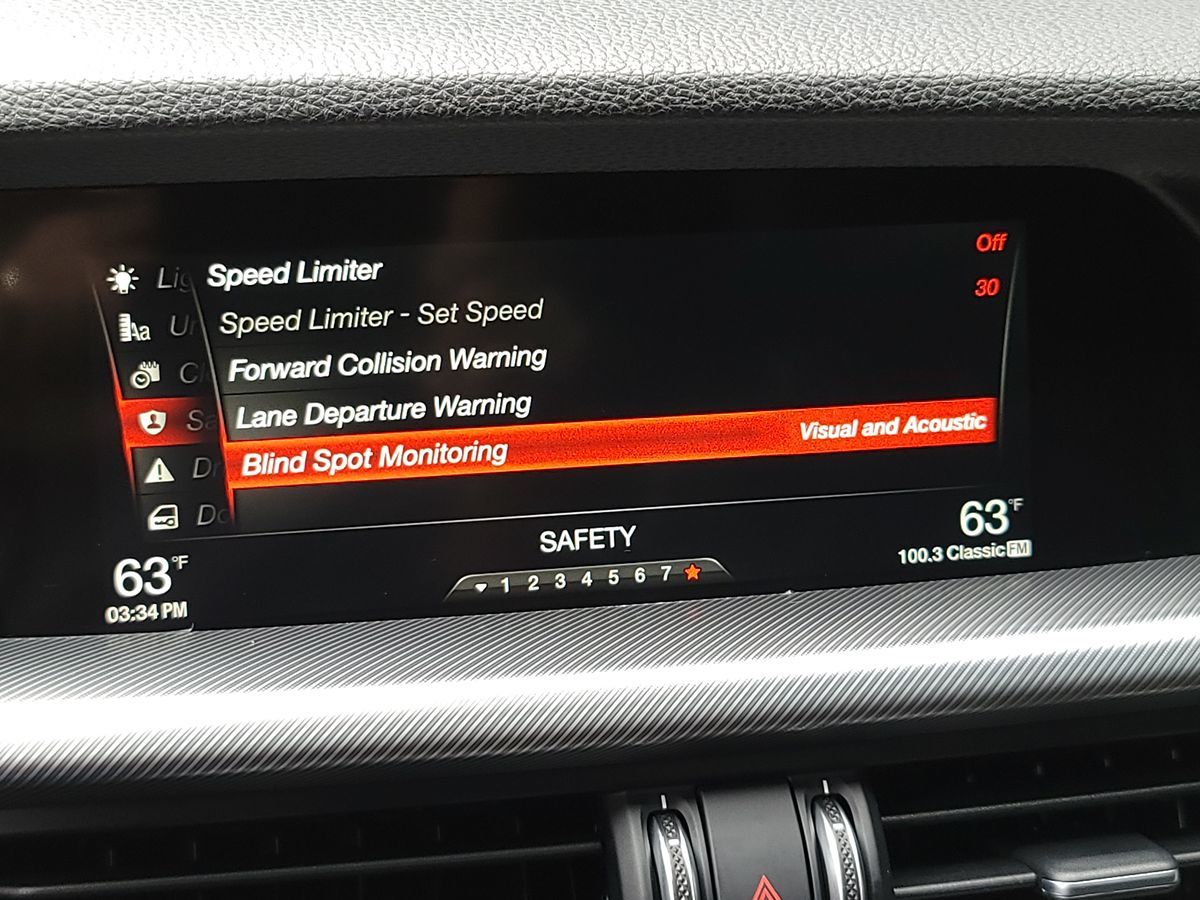 Speed Limiter Off
Speed Limiter - Set Speed 30
Forward Collision Warning
Lane Departure Warning
Blind Spot Monitoring Visual and Acoustic
Aa
SAFETY
1 2 3 4 5 6 7
63°F
03:34 PM
63°F
100.3 Classic FM